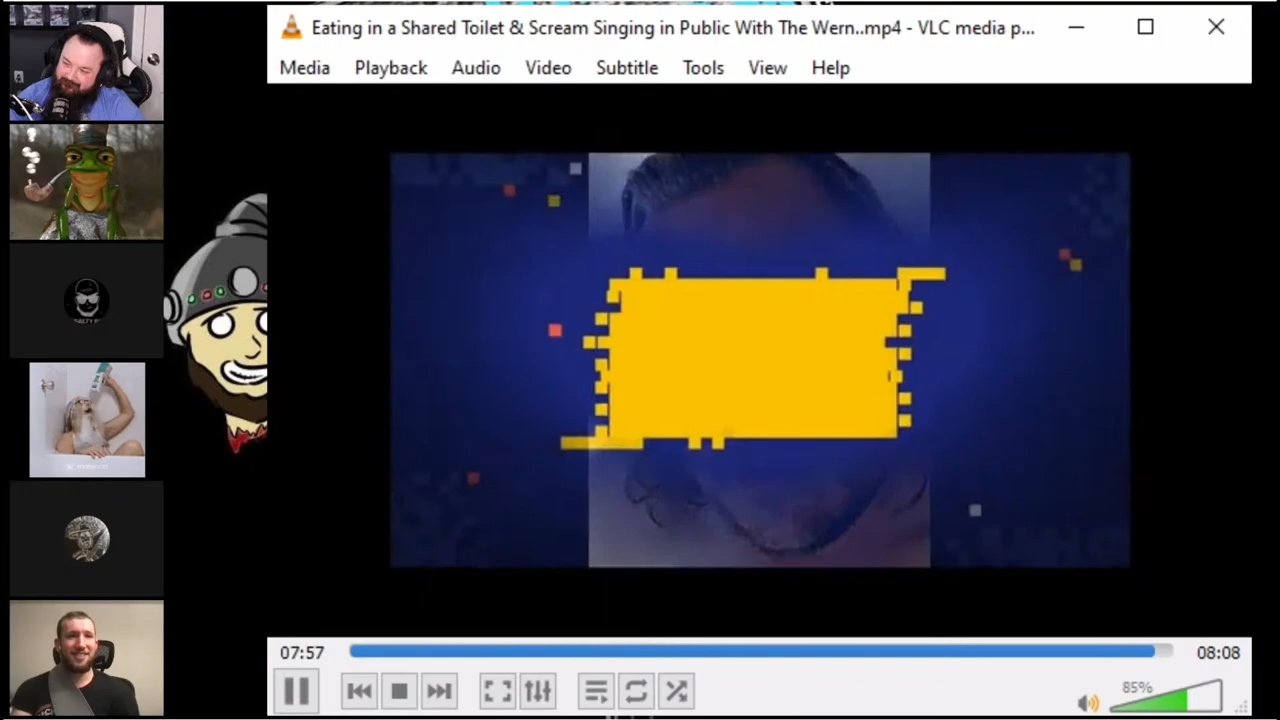 Eating in a Shared Toilet & Scream Singing in Public With The Wern..mp4 - VLC media p...
Media Playback Audio Video Subtitle Tools View Help
07:57
08:08
85%